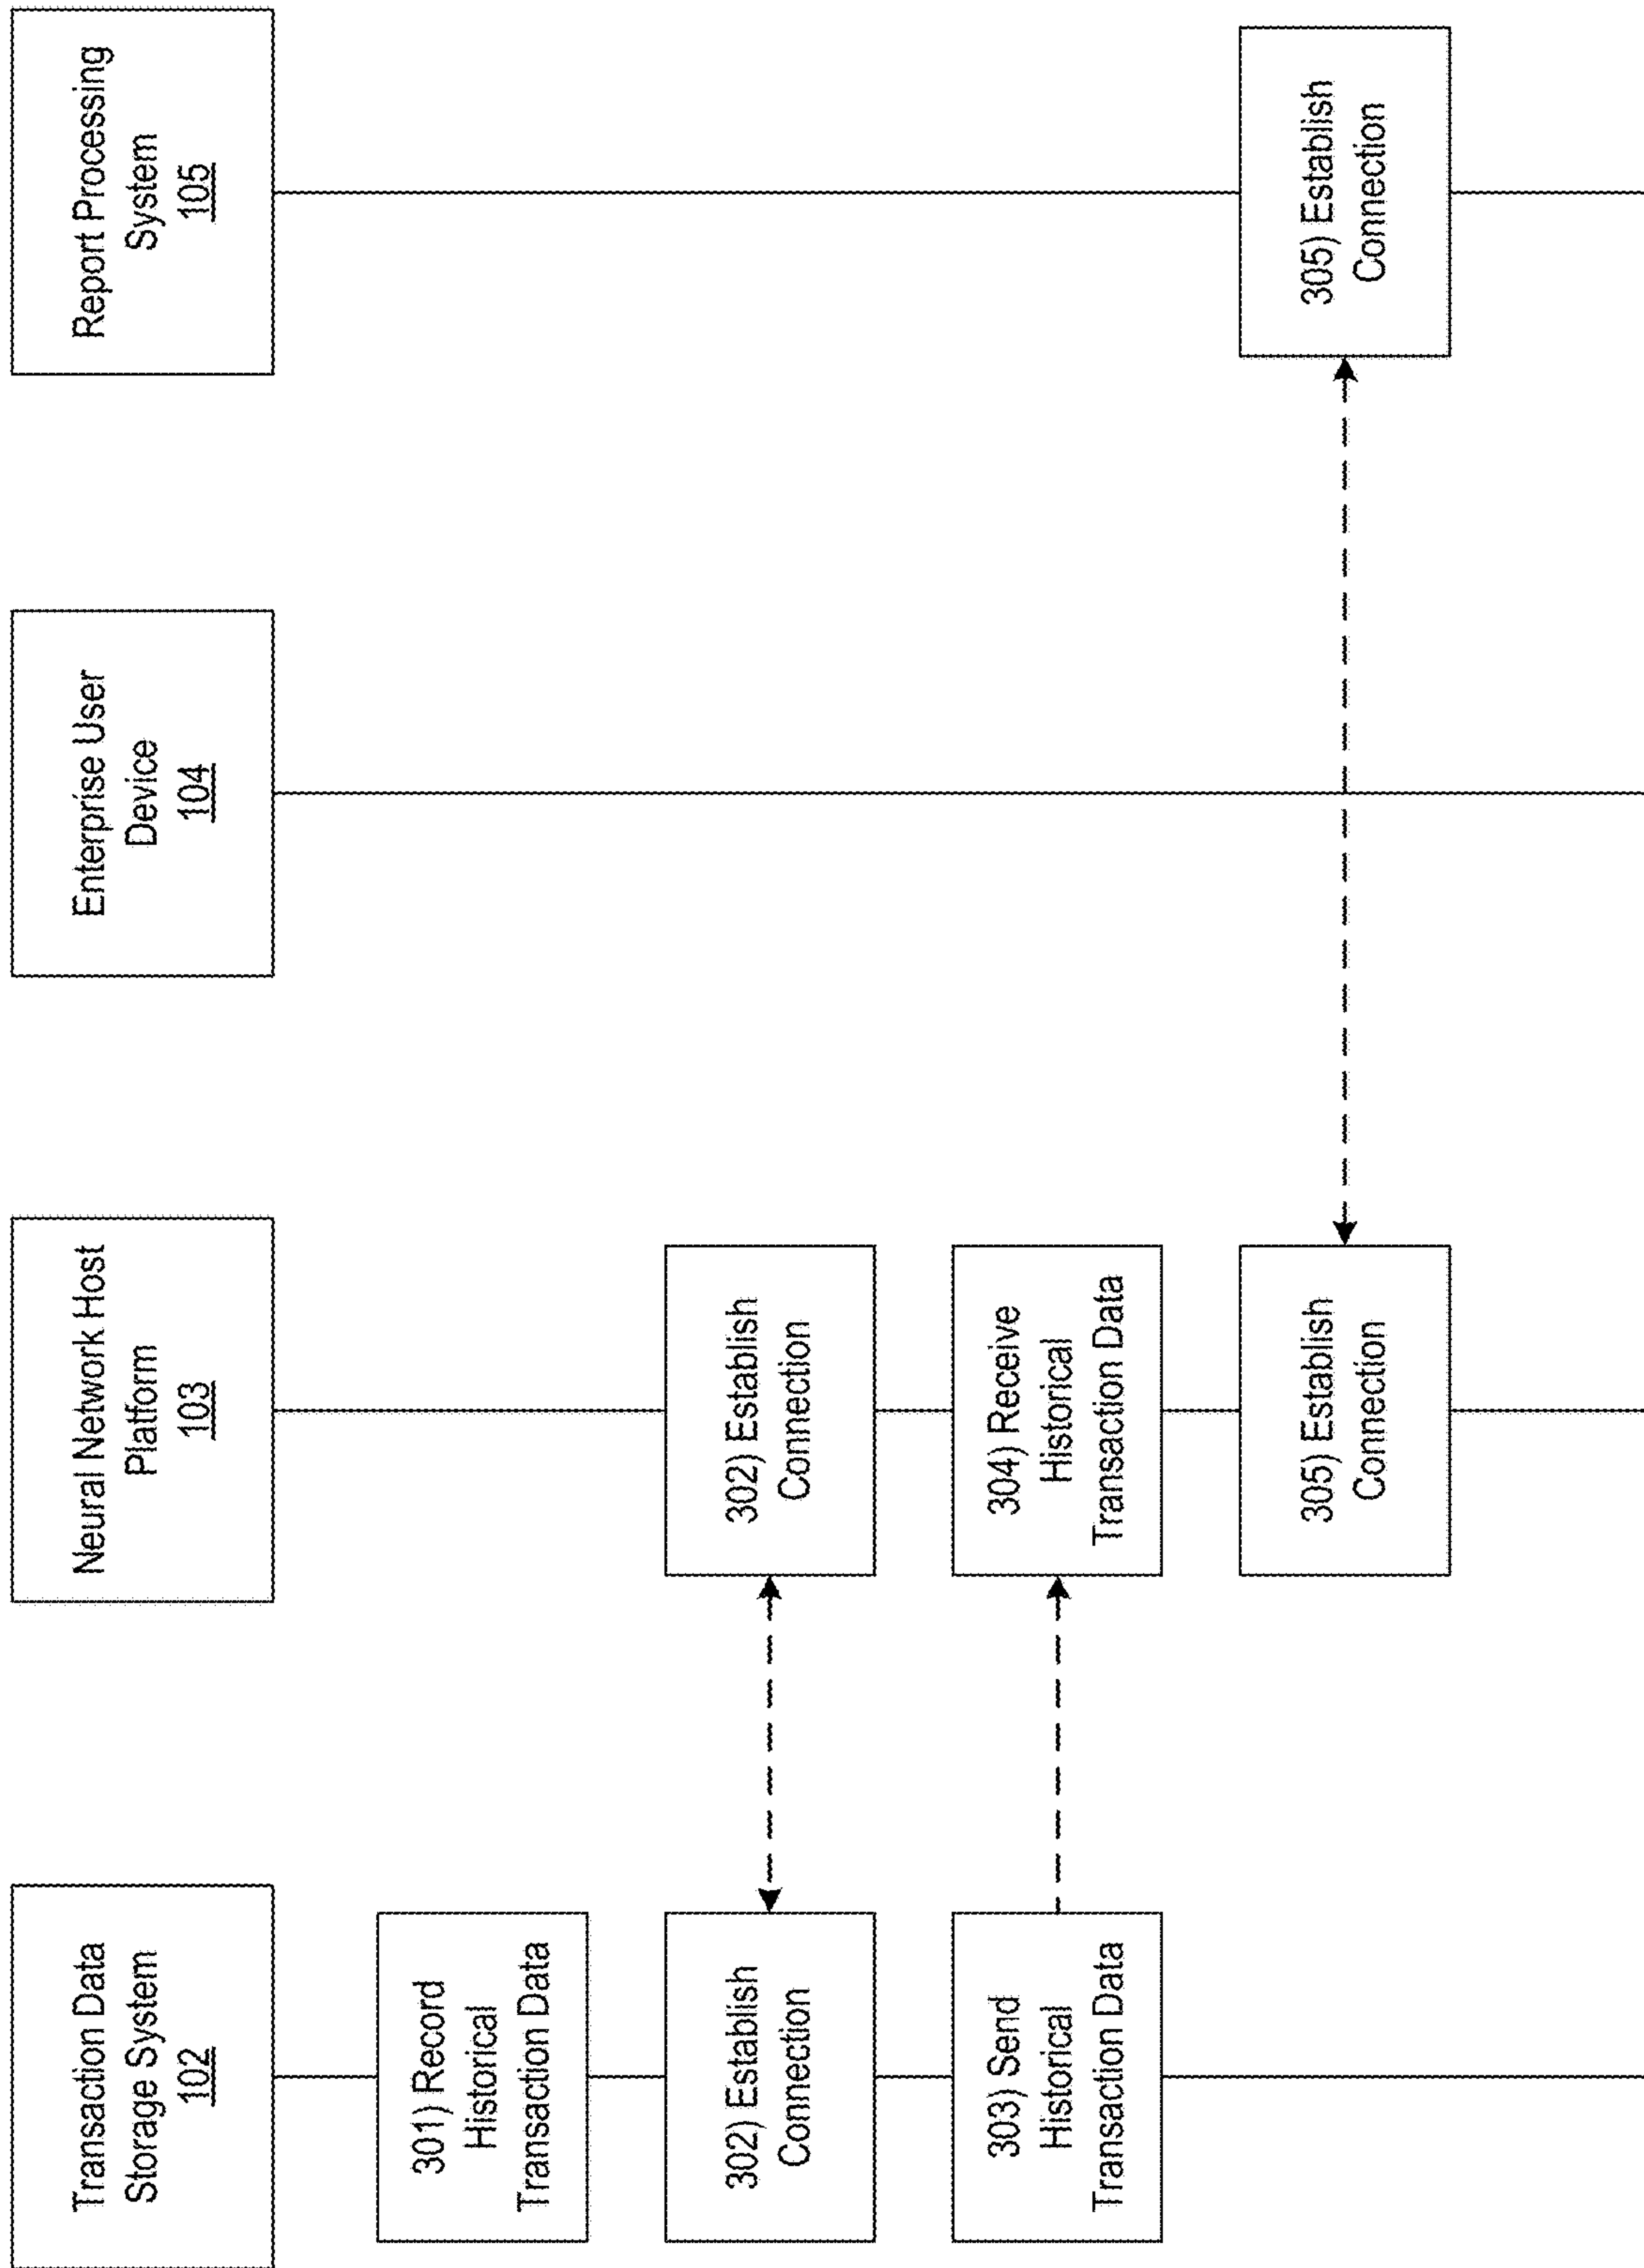 Transaction Data
Storage System
102
Neural Network Host
Platform
103
Enterprise User
Device
104
Report Processing
System
105
301) Record
Historical
Transaction Data
302) Establish
Connection
302) Establish
Connection
303) Send
Historical
Transaction Data
304) Receive
Historical
Transaction Data
305) Establish
Connection
305) Establish
Connection